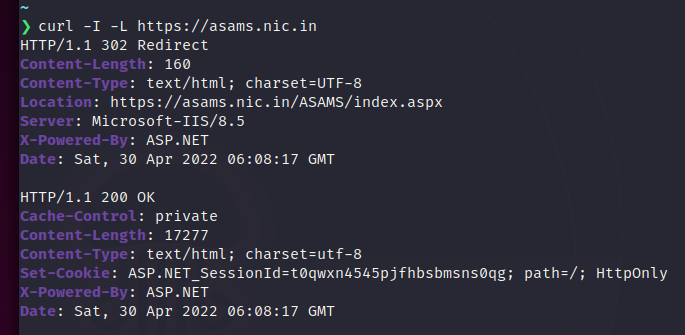 ~
❯ curl -I -L https://asams.nic.in
HTTP/1.1 302 Redirect
Content-Length: 160
Content-Type: text/html; charset=UTF-8
Location: https://asams.nic.in/ASAMS/index.aspx
Server: Microsoft-IIS/8.5
X-Powered-By: ASP.NET
Date: Sat, 30 Apr 2022 06:08:17 GMT
HTTP/1.1 200 OK
Cache-Control: private
Content-Length: 17277
Content-Type: text/html; charset=utf-8
Set-Cookie: ASP.NET_SessionId=t0qwxn4545pjfhbsbmsns0qg; path=/; HttpOnly
X-Powered-By: ASP.NET
Date: Sat, 30 Apr 2022 06:08:17 GMT